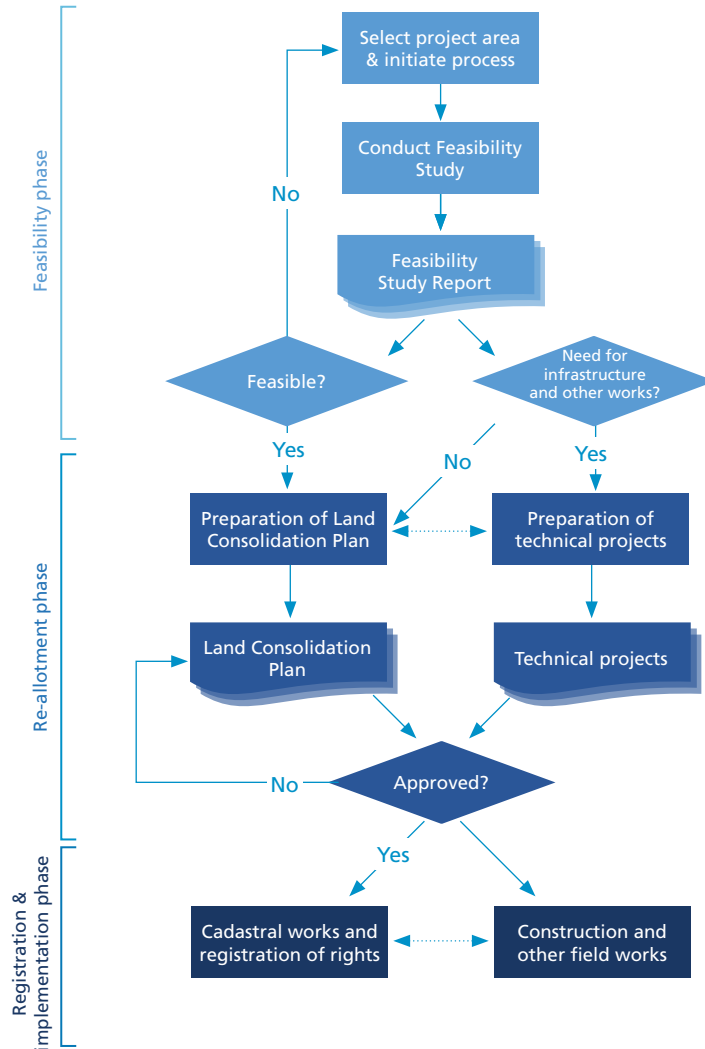 Feasibility phase
Select project area
& initiate process
Conduct Feasibility
Study
No
Feasibility
Study Report
Feasible?
Need for
infrastructure
and other works?
Yes
No
Yes
Re-allotment phase
Preparation of Land
Consolidation Plan
Preparation of
technical projects
Land Consolidation
Plan
Technical projects
No
Approved?
Yes
Registration &
implementation phase
Cadastral works and
registration of rights
Construction and
other field works